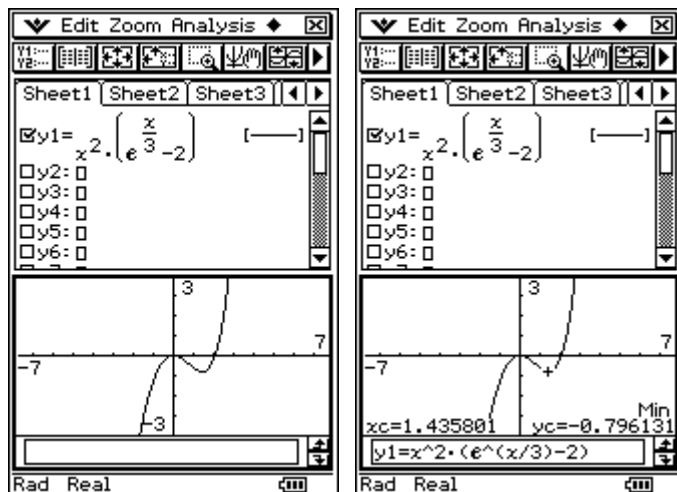 Edit Zoom Analysis ◆
Sheet1 Sheet2 Sheet3
y1=x^2·(e^(x/3)-2) [—]
y2:
y3:
y4:
y5:
y6:
3
7
-7
-3
Rad Real
Edit Zoom Analysis ◆
Sheet1 Sheet2 Sheet3
y1=x^2·(e^(x/3)-2) [—]
y2:
y3:
y4:
y5:
y6:
3
7
-7
Min
xc=1.435801 yc=-0.796131
y1=x^2·(e^(x/3)-2)
Rad Real